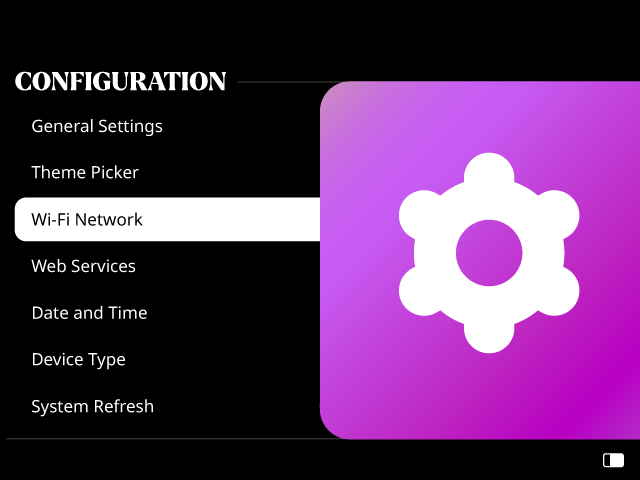 CONFIGURATION
General Settings
Theme Picker
Wi-Fi Network
Web Services
Date and Time
Device Type
System Refresh